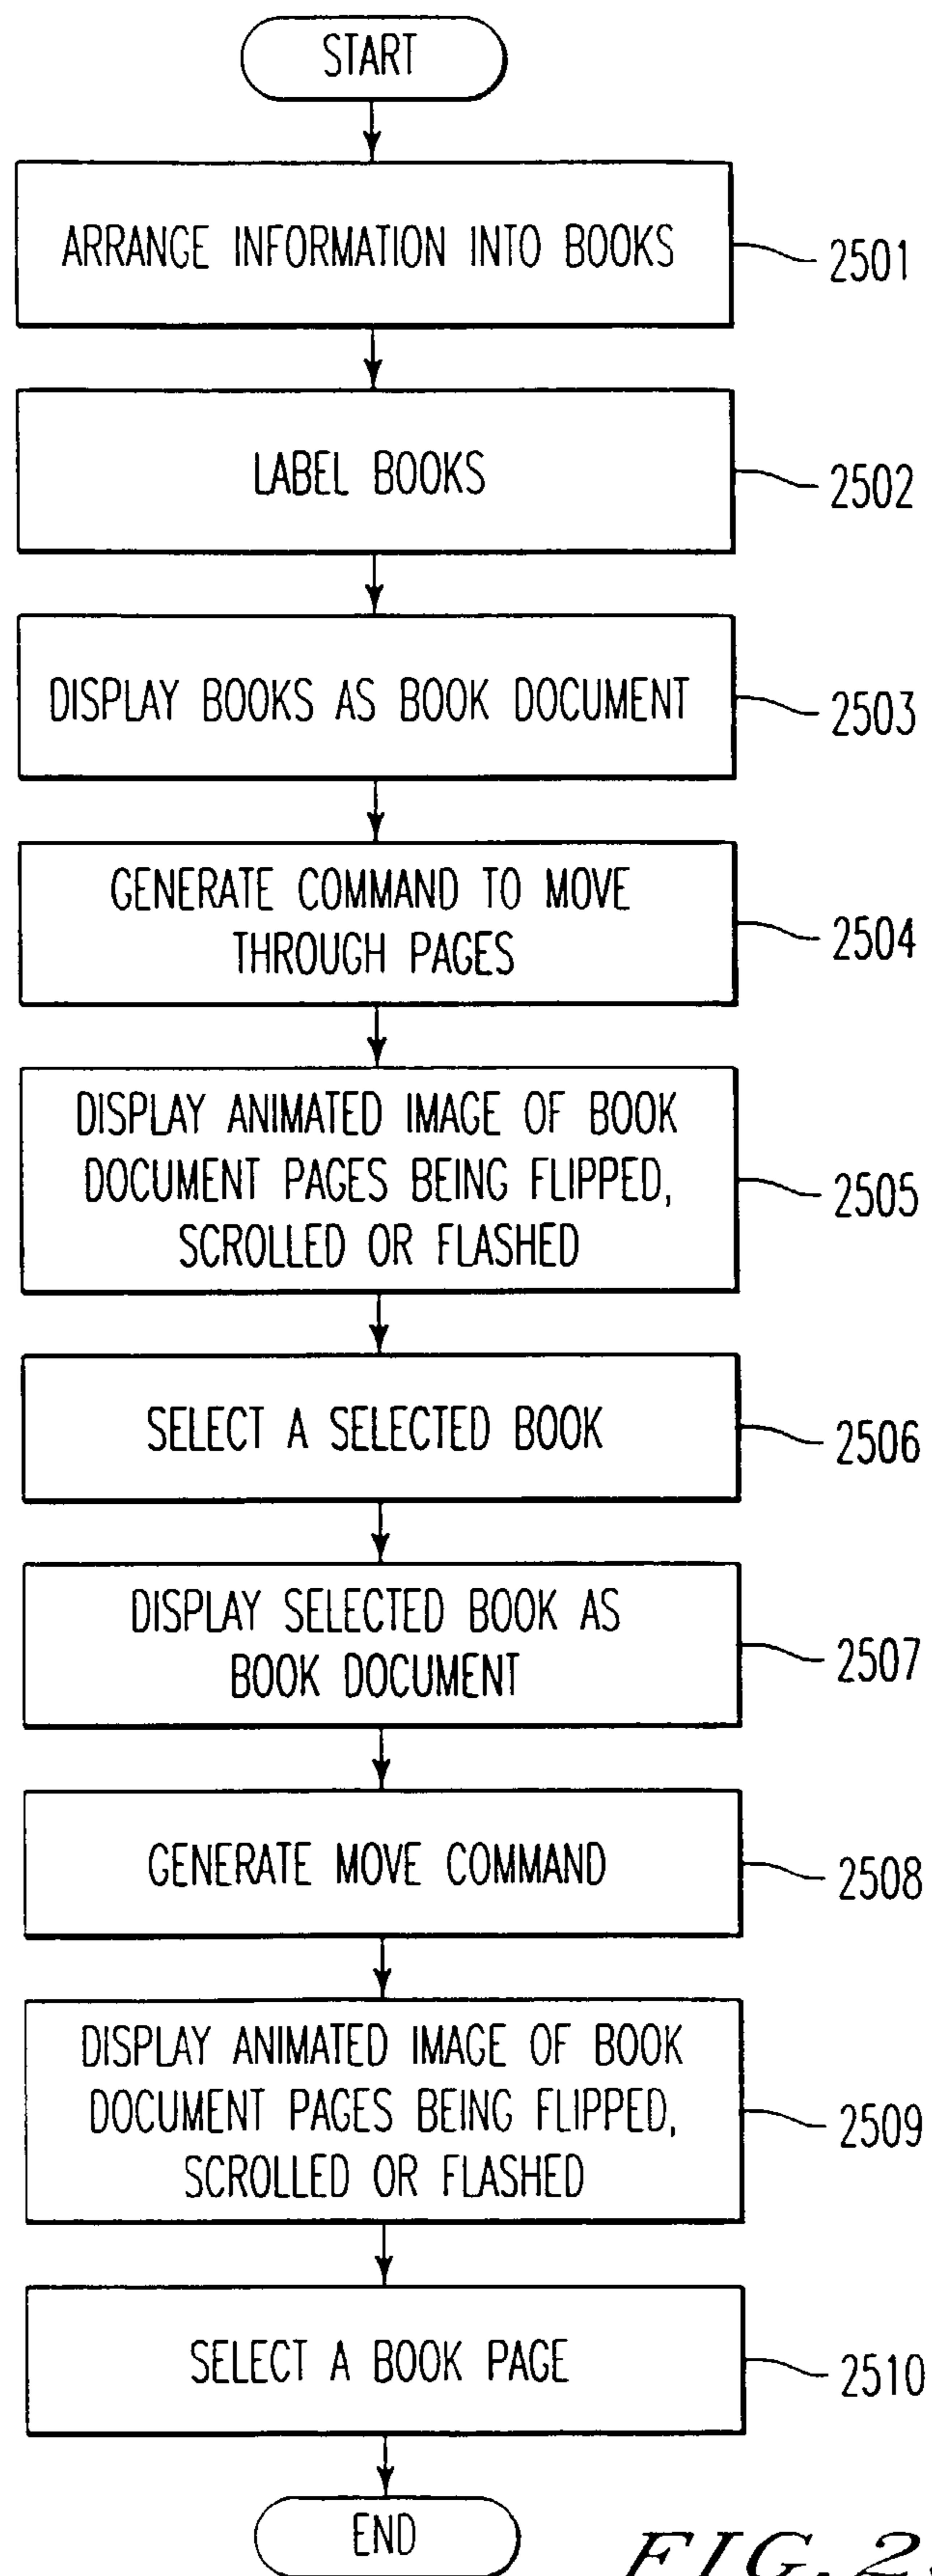 START
ARRANGE INFORMATION INTO BOOKS
2501
LABEL BOOKS
2502
DISPLAY BOOKS AS BOOK DOCUMENT
2503
GENERATE COMMAND TO MOVE
THROUGH PAGES
2504
DISPLAY ANIMATED IMAGE OF BOOK
DOCUMENT PAGES BEING FLIPPED,
SCROLLED OR FLASHED
2505
SELECT A SELECTED BOOK
2506
DISPLAY SELECTED BOOK AS
BOOK DOCUMENT
2507
GENERATE MOVE COMMAND
2508
DISPLAY ANIMATED IMAGE OF BOOK
DOCUMENT PAGES BEING FLIPPED,
SCROLLED OR FLASHED
2509
SELECT A BOOK PAGE
2510
END
FIG.